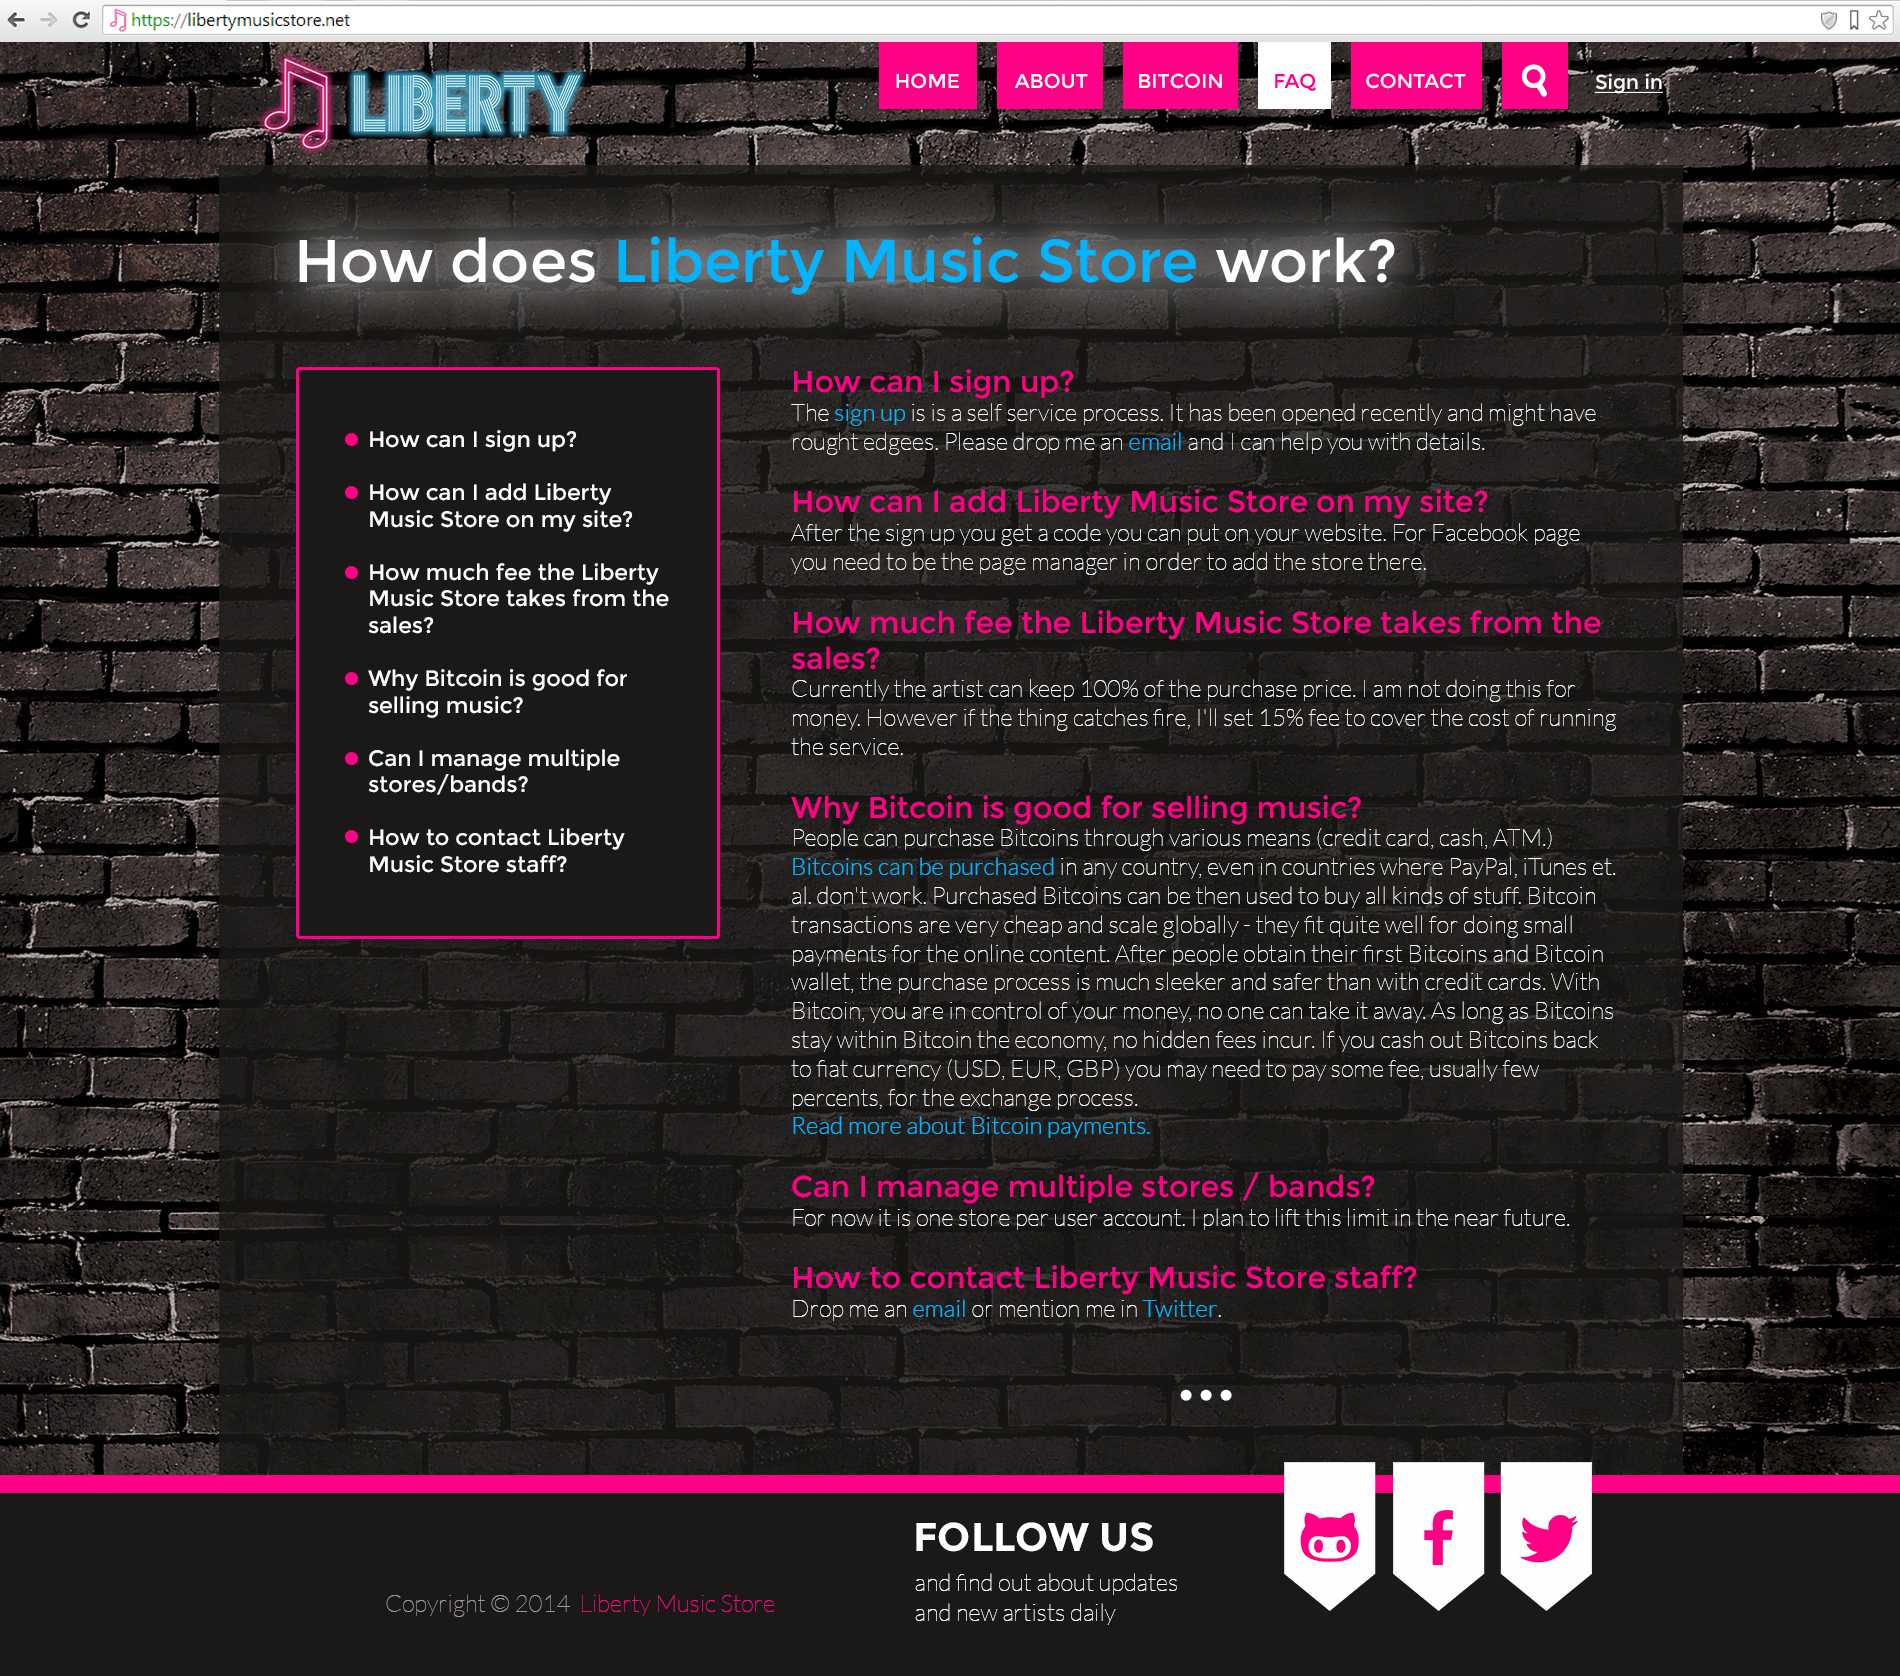 https://libertymusicstore.net
LIBERTY
HOME
ABOUT
BITCOIN
FAQ
CONTACT
Sign in
How does Liberty Music Store work?
How can I sign up?
How can I add Liberty
Music Store on my site?
How much fee the Liberty
Music Store takes from the
sales?
Why Bitcoin is good for
selling music?
Can I manage multiple
stores/bands?
How to contact Liberty
Music Store staff?
How can I sign up?
The sign up is is a self service process. It has been opened recently and might have
rought edgees. Please drop me an email and I can help you with details.
How can I add Liberty Music Store on my site?
After the sign up you get a code you can put on your website. For Facebook page
you need to be the page manager in order to add the store there.
How much fee the Liberty Music Store takes from the
sales?
Currently the artist can keep 100% of the purchase price. I am not doing this for
money. However if the thing catches fire, I'll set 15% fee to cover the cost of running
the service.
Why Bitcoin is good for selling music?
People can purchase Bitcoins through various means (credit card, cash, ATM.)
Bitcoins can be purchased in any country, even in countries where PayPal, iTunes et.
al. don't work. Purchased Bitcoins can be then used to buy all kinds of stuff. Bitcoin
transactions are very cheap and scale globally - they fit quite well for doing small
payments for the online content. After people obtain their first Bitcoins and Bitcoin
wallet, the purchase process is much sleeker and safer than with credit cards. With
Bitcoin, you are in control of your money, no one can take it away. As long as Bitcoins
stay within Bitcoin the economy, no hidden fees incur. If you cash out Bitcoins back
to fiat currency (USD, EUR, GBP) you may need to pay some fee, usually few
percents, for the exchange process.
Read more about Bitcoin payments.
Can I manage multiple stores / bands?
For now it is one store per user account. I plan to lift this limit in the near future.
How to contact Liberty Music Store staff?
Drop me an email or mention me in Twitter.
FOLLOW US
and find out about updates
and new artists daily
Copyright © 2014 Liberty Music Store